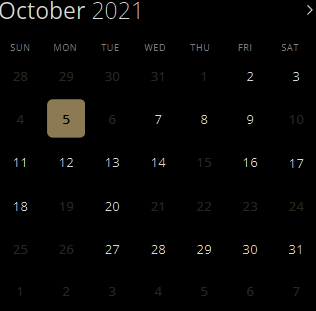 October 2021 >
SUN MON TUE WED THU FRI SAT
28 29 30 31 1 2 3
4 5 6 7 8 9 10
11 12 13 14 15 16 17
18 19 20 21 22 23 24
25 26 27 28 29 30 31
1 2 3 4 5 6 7